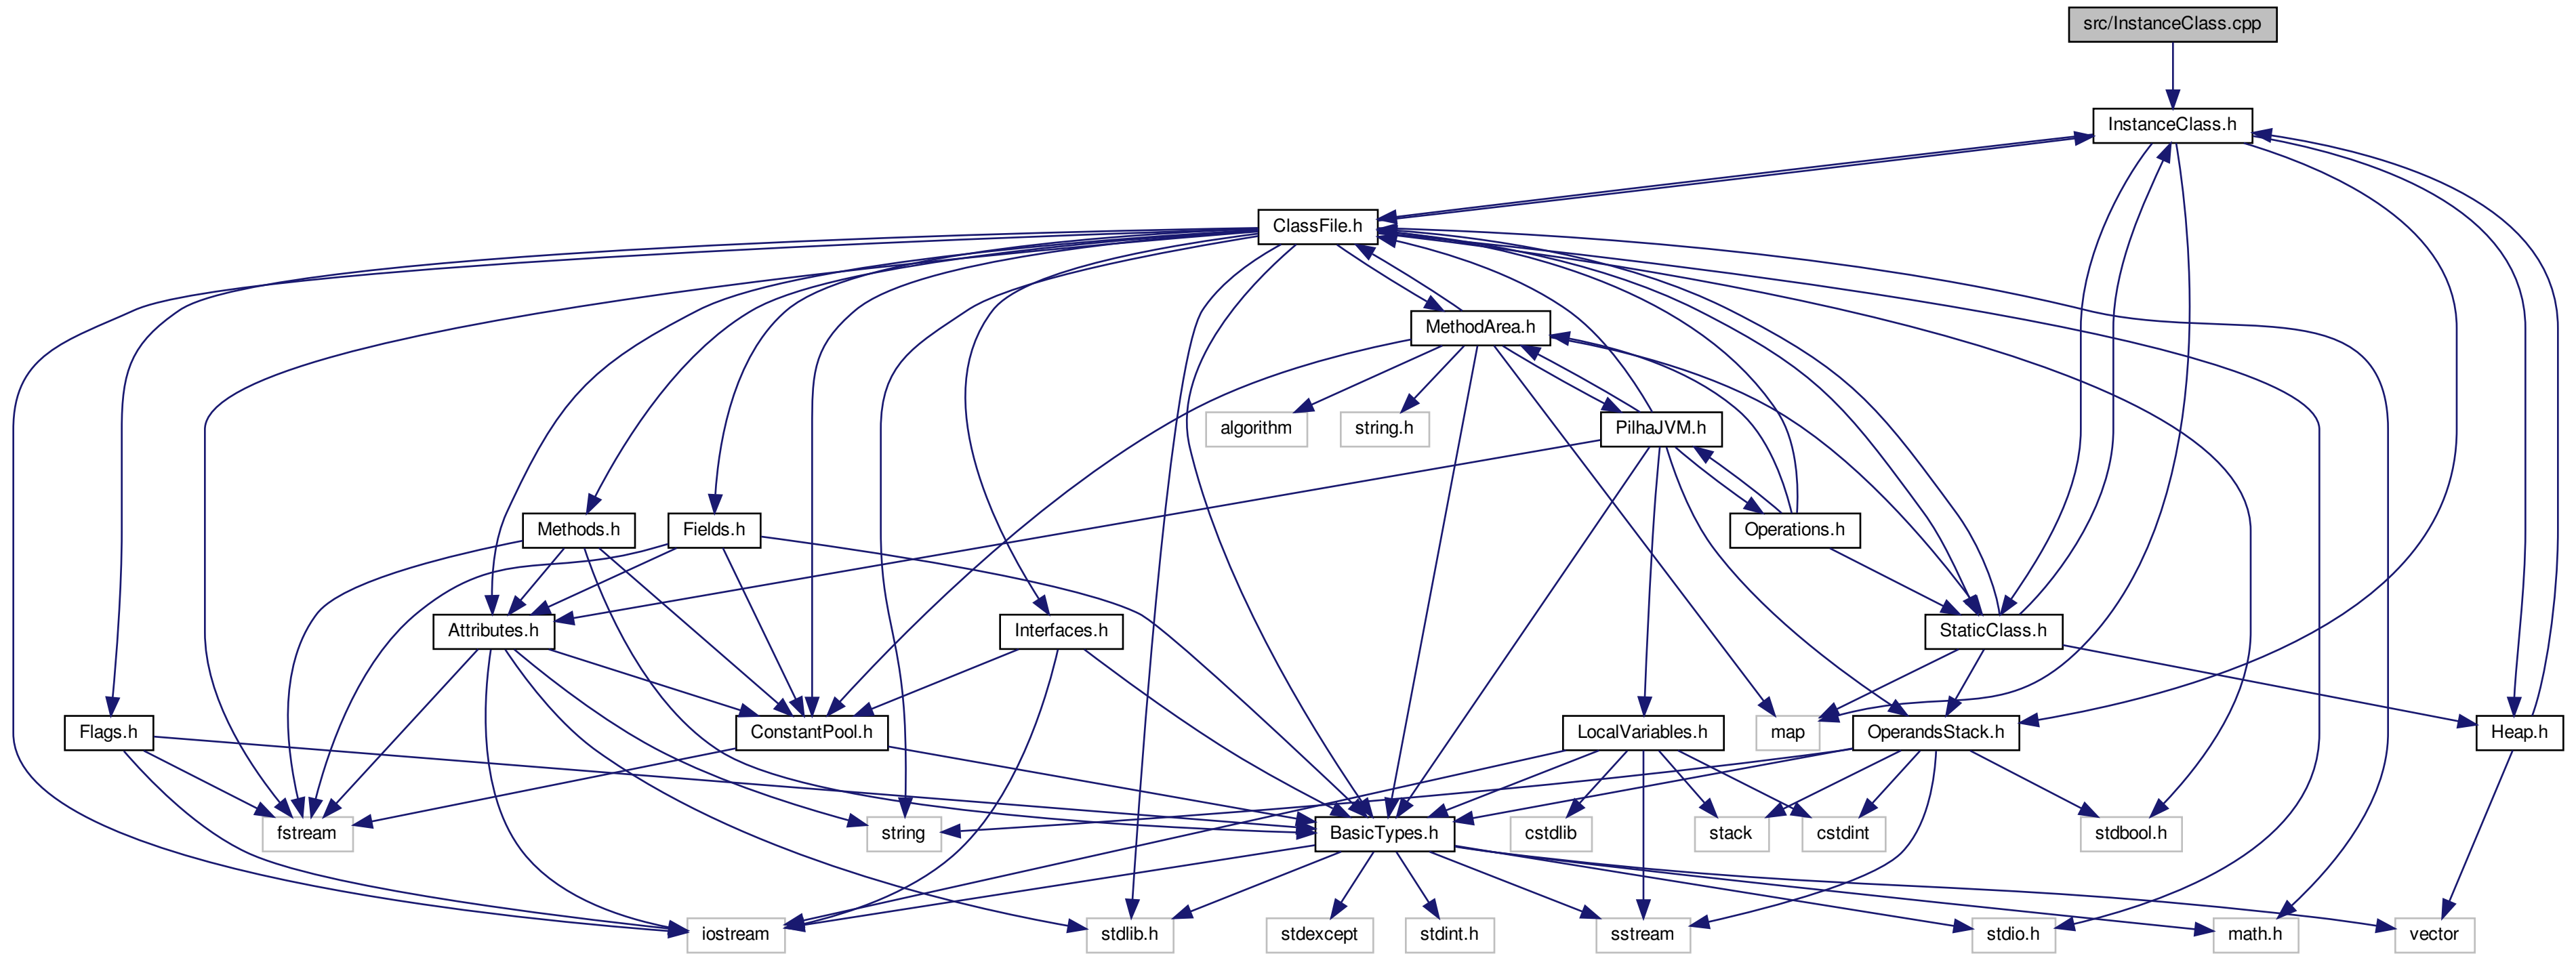 src/InstanceClass.cpp
InstanceClass.h
ClassFile.h
MethodArea.h
algorithm
string.h
PilhaJVM.h
Methods.h
Fields.h
Operations.h
Attributes.h
Interfaces.h
StaticClass.h
Flags.h
ConstantPool.h
LocalVariables.h
map
OperandsStack.h
Heap.h
fstream
string
BasicTypes.h
cstdlib
stack
cstdint
stdbool.h
iostream
stdlib.h
stdexcept
stdint.h
sstream
stdio.h
math.h
vector